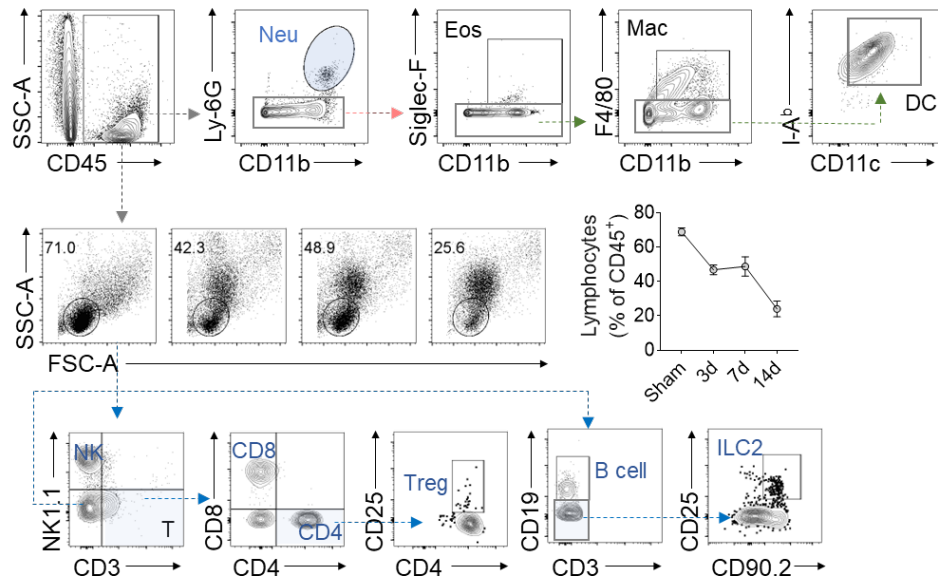 SSC-A
CD45
Ly-6G
Neu
CD11b
Siglec-F
Eos
CD11b
F4/80
Mac
CD11b
I-Aᵇ
DC
CD11c
SSC-A
71.0
42.3
48.9
25.6
FSC-A
Lymphocytes
(% of CD45⁺)
80
60
40
20
0
Sham
3d
7d
14d
NK1.1
NK
T
CD3
CD8
CD8
CD4
CD4
CD25
Treg
CD4
CD19
B cell
CD3
CD25
ILC2
CD90.2